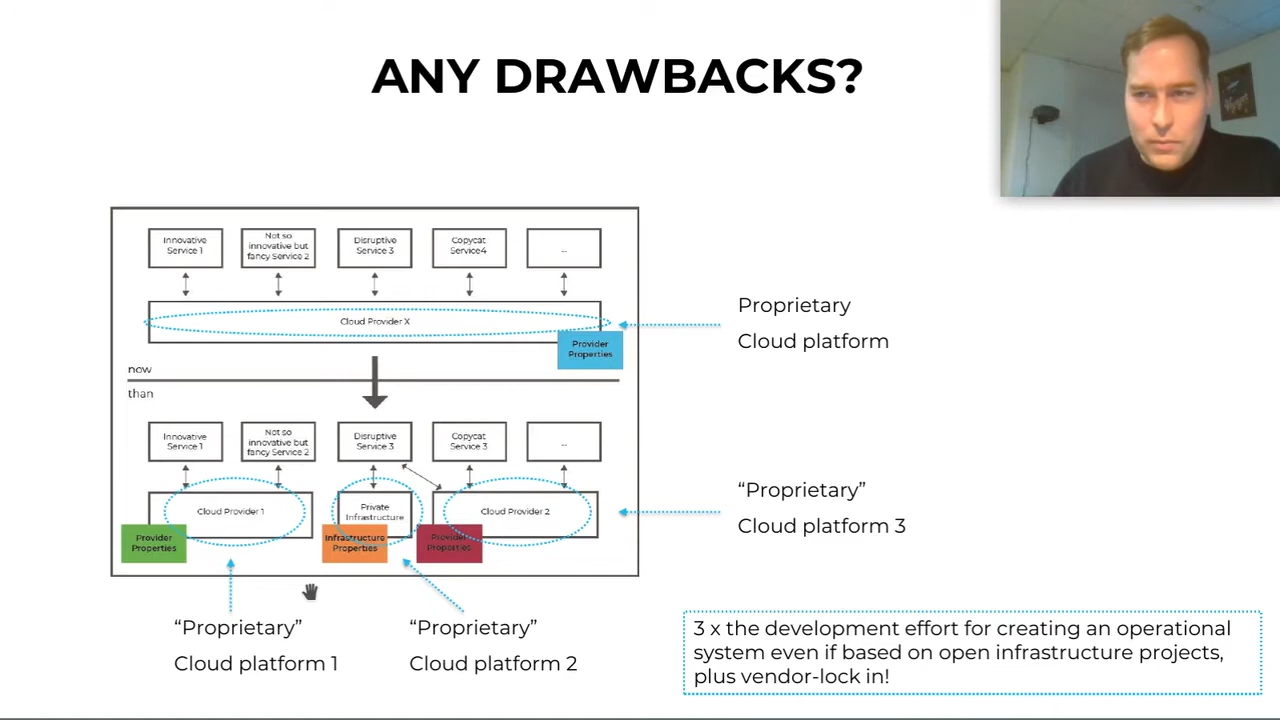 ANY DRAWBACKS?
Innovative
Service 1
Not so
innovative but
fancy Service 2
Disruptive
Service 3
Copycat
Service4
...
Cloud Provider X
Provider
Properties
Proprietary
Cloud platform
now
than
Innovative
Service 1
Not so
innovative but
fancy Service 2
Disruptive
Service 3
Copycat
Service 3
...
Cloud Provider 1
Private
Infrastructure
Cloud Provider 2
Provider
Properties
Infrastructure
Properties
Provider
Properties
“Proprietary”
Cloud platform 3
“Proprietary”
Cloud platform 1
“Proprietary”
Cloud platform 2
3 x the development effort for creating an operational
system even if based on open infrastructure projects,
plus vendor-lock in!